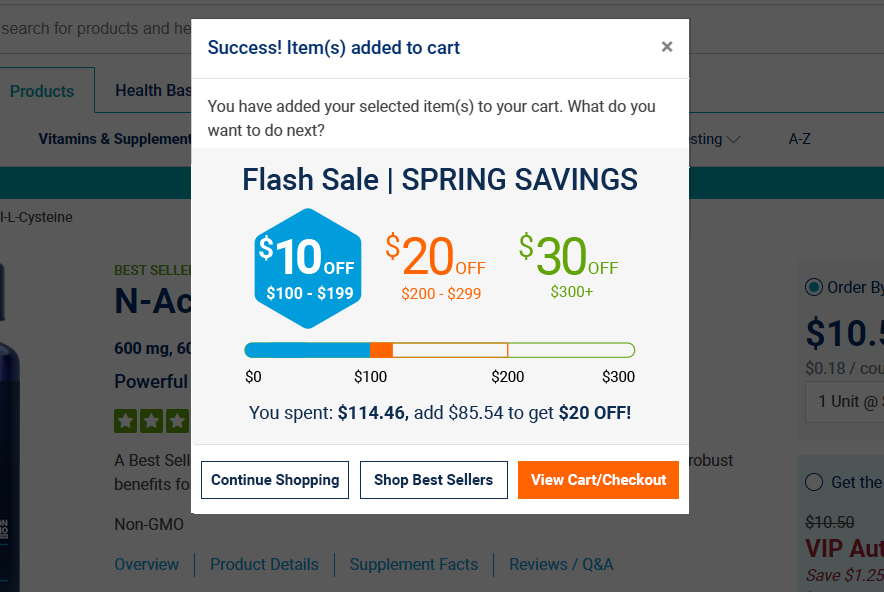 search for products and he
Success! Item(s) added to cart
×
Products
Health Bas
You have added your selected item(s) to your cart. What do you
want to do next?
Vitamins & Supplement
sting
A-Z
Flash Sale | SPRING SAVINGS
l-L-Cysteine
$10 OFF
$100 - $199
$20 OFF
$200 - $299
$30 OFF
$300+
BEST SELLE
N-Ac
Order By
600 mg, 60
$10.5
$0 $100 $200 $300
$0.18 / cou
Powerful
1 Unit @
You spent: $114.46, add $85.54 to get $20 OFF!
A Best Sell
robust
benefits fo
Continue Shopping
Shop Best Sellers
View Cart/Checkout
Get the
Non-GMO
$10.50
VIP Aut
Save $1.25
Overview
Product Details
Supplement Facts
Reviews / Q&A